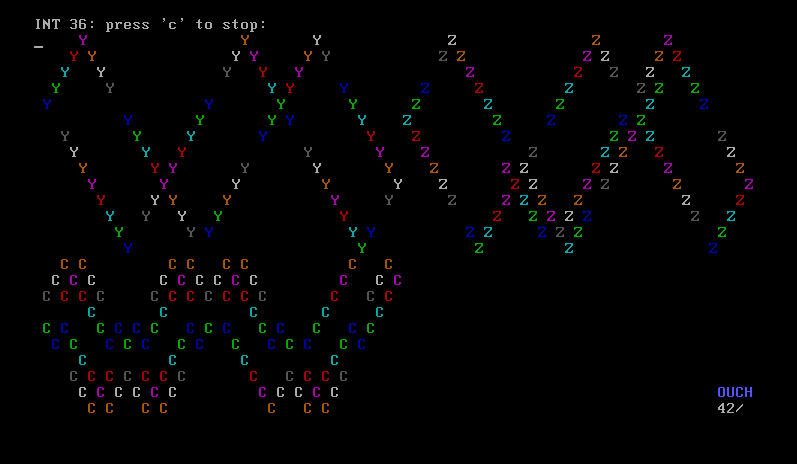 INT 36: press 'c' to stop:
Y Y Y Z Z Z
_ Y Y Y Y Y Y Z Z Z Z Z Z
Y Y Y Y Y Z Z Z Z Z
Y Y Y Y Y Z Z Z Z Z Z
Y Y Y Y Z Z Z Z Z
Y Y Y Y Y Z Z Z Z Z
Y Y Y Y Y Z Z Z Z Z Z
Y Y Y Y Y Z Z Z Z Z Z
Y Y Y Y Y Y Z Z Z Z Z Z Z
Y Y Y Y Y Z Z Z Z Z Z Z
Y Y Y Y Y Y Z Z Z Z Z Z Z
Y Y Y Y Y Z Z Z Z Z Z Z
Y Y Y Y Y Z Z Z Z Z Z
Y Y Z Z Z
C C C C C C C C
C C C C C C C C C C C C
C C C C C C C C C C C C C C
C C C C
C C C C C C C C C C C C C C
C C C C C C C C C C C C C
C C C
C C C C C C C C C C C C
C C C C C C C C C C C OUCH
C C C C C C C 42/